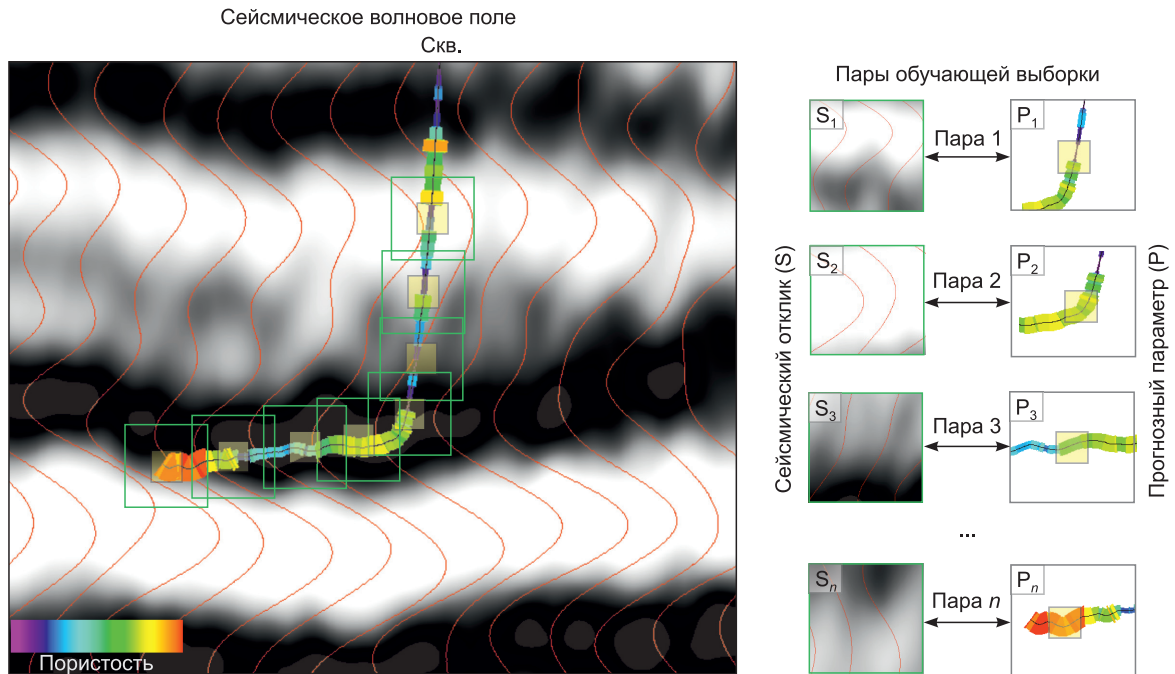 Сейсмическое волновое поле
Скв.
Пористость
Пары обучающей выборки
Сейсмический отклик (S)
Прогнозный параметр (P)
S1
Пара 1
P1
S2
Пара 2
P2
S3
Пара 3
P3
...
Sn
Пара n
Pn